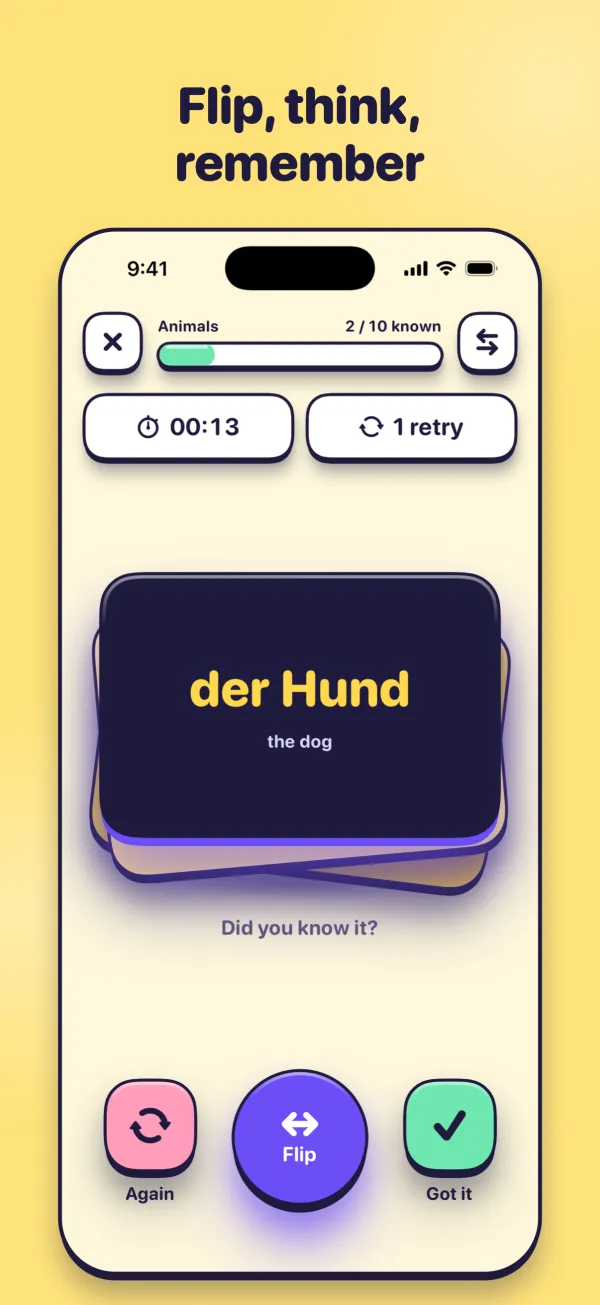 Flip, think,
remember
9:41
Animals
2 / 10 known
00:13
1 retry
der Hund
the dog
Did you know it?
Flip
Again
Got it